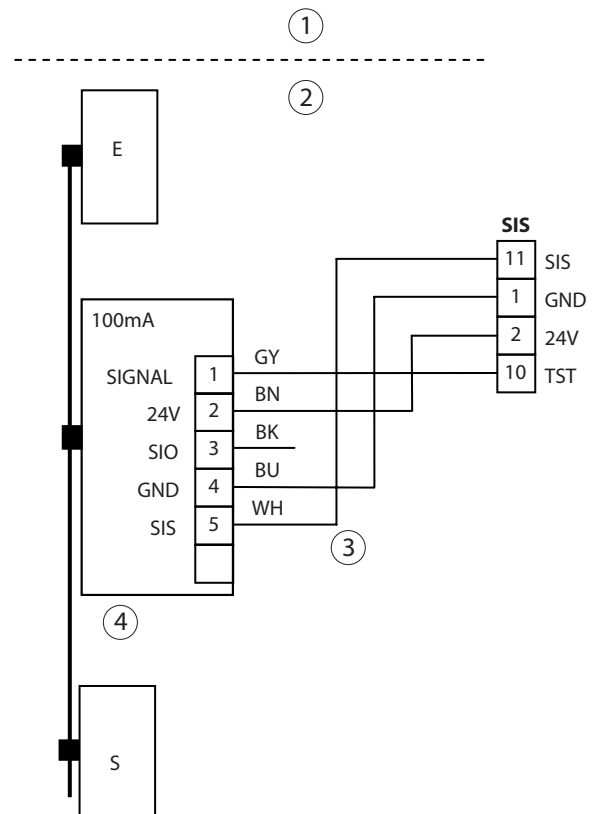 1
2
E
SIS
11 SIS
1 GND
2 24V
10 TST
100mA
SIGNAL 1 GY
24V 2 BN
SIO 3 BK
GND 4 BU
SIS 5 WH
3
4
S